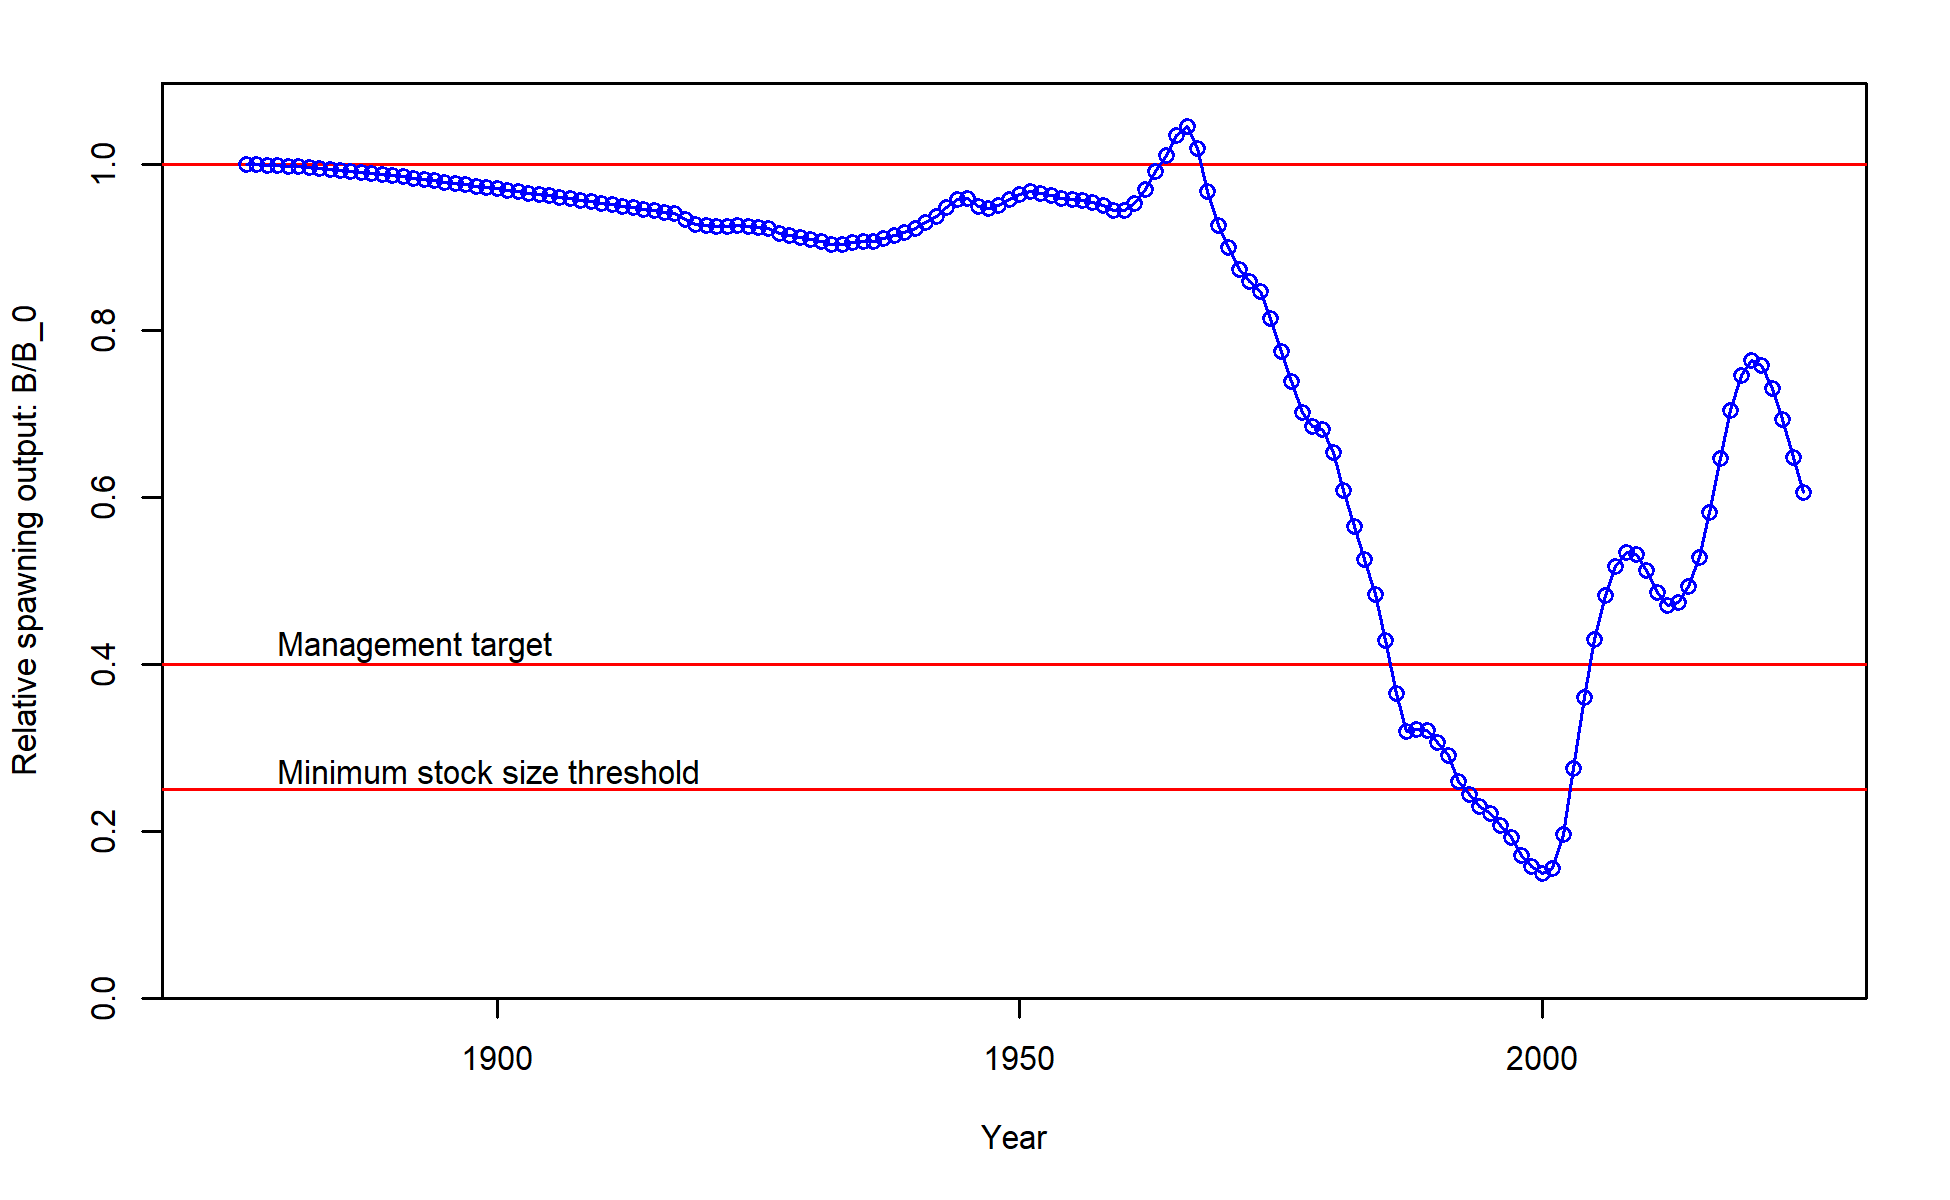 Relative spawning output: B/B_0
1.0
0.8
0.6
0.4
0.2
0.0
Management target
Minimum stock size threshold
1900
1950
2000
Year